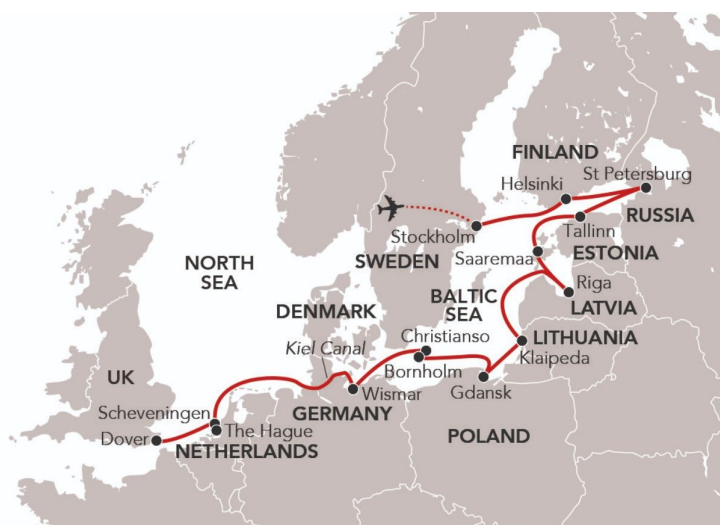 FINLAND
St Petersburg
Helsinki
RUSSIA
Tallinn
Stockholm
ESTONIA
Saaremaa
SWEDEN
NORTH
SEA
Riga
BALTIC
SEA
LATVIA
DENMARK
Christianso
LITHUANIA
Kiel Canal
Klaipeda
Bornholm
UK
Wismar
Gdansk
Scheveningen
GERMANY
The Hague
POLAND
Dover
NETHERLANDS